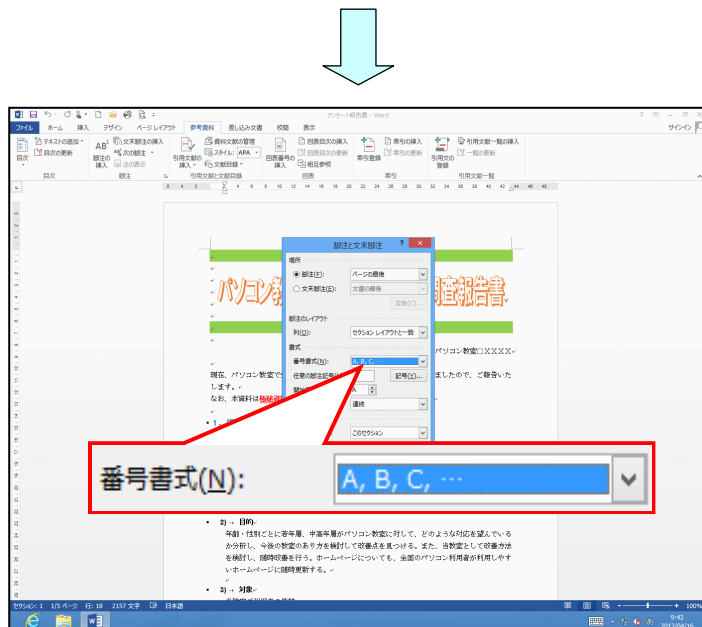 アンケート報告書 - Word
ファイル ホーム 挿入 デザイン ページ レイアウト 参考資料 差し込み文書 校閲 表示 サインイン
目次
テキストの追加
目次の更新
目次
AB¹
脚注の挿入
文末脚注の挿入
次の脚注
注の表示
脚注
引用文献の挿入
資料文献の管理
スタイル: APA
文献目録
引用文献と文献目録
図表番号の挿入
図表目次の挿入
図表目次の更新
相互参照
図表
索引登録
索引の挿入
索引の更新
索引
引用文の登録
引用文献一覧の挿入
一覧の更新
引用文献一覧
脚注と文末脚注 ? ×
場所
脚注(F): ページの最後
文末脚注(E): 文書の最後
変換(C)...
脚注のレイアウト
列(O): セクション レイアウトと一致
書式
番号書式(N): A, B, C, …
記号(Y)...
連続
このセクション
パソコン教
調査報告書
パソコン教室□XXXX
現在、パソコン教室で
ましたので、ご報告いた
します。
なお、本資料は
番号書式(N): A, B, C, …
2) → 目的
年齢・性別ごとに若年層、中高年層がパソコン教室に対して、どのような対応を望んでいる
か分析し、今後の教室のあり方を検討して改善点を見つける。また、当教室として改善方法
を検討し、随時改善を行う。ホームページについても、全国のパソコン利用者が利用しやす
いホームページに随時更新する。
3) → 対象
セクション: 1 1/5 ページ 行: 18 2157 文字 日本語 100%
9:42
2013/04/16